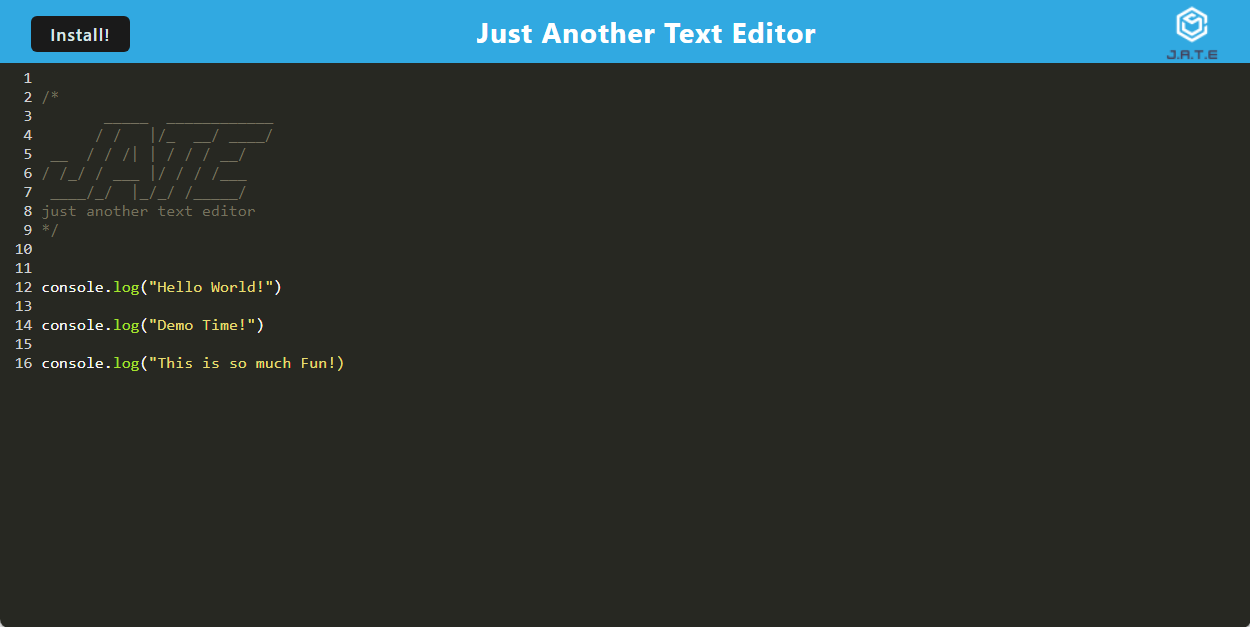 Install!
Just Another Text Editor
J.A.T.E
1
2 /*
3        _____  ____________
4       / /   |/_  __/ ____/
5  __  / / /| | / / / __/
6 / /_/ / ___ |/ / / /___
7  ____/_/  |_/_/ /_____/
8 just another text editor
9 */
10
11
12 console.log("Hello World!")
13
14 console.log("Demo Time!")
15
16 console.log("This is so much Fun!)